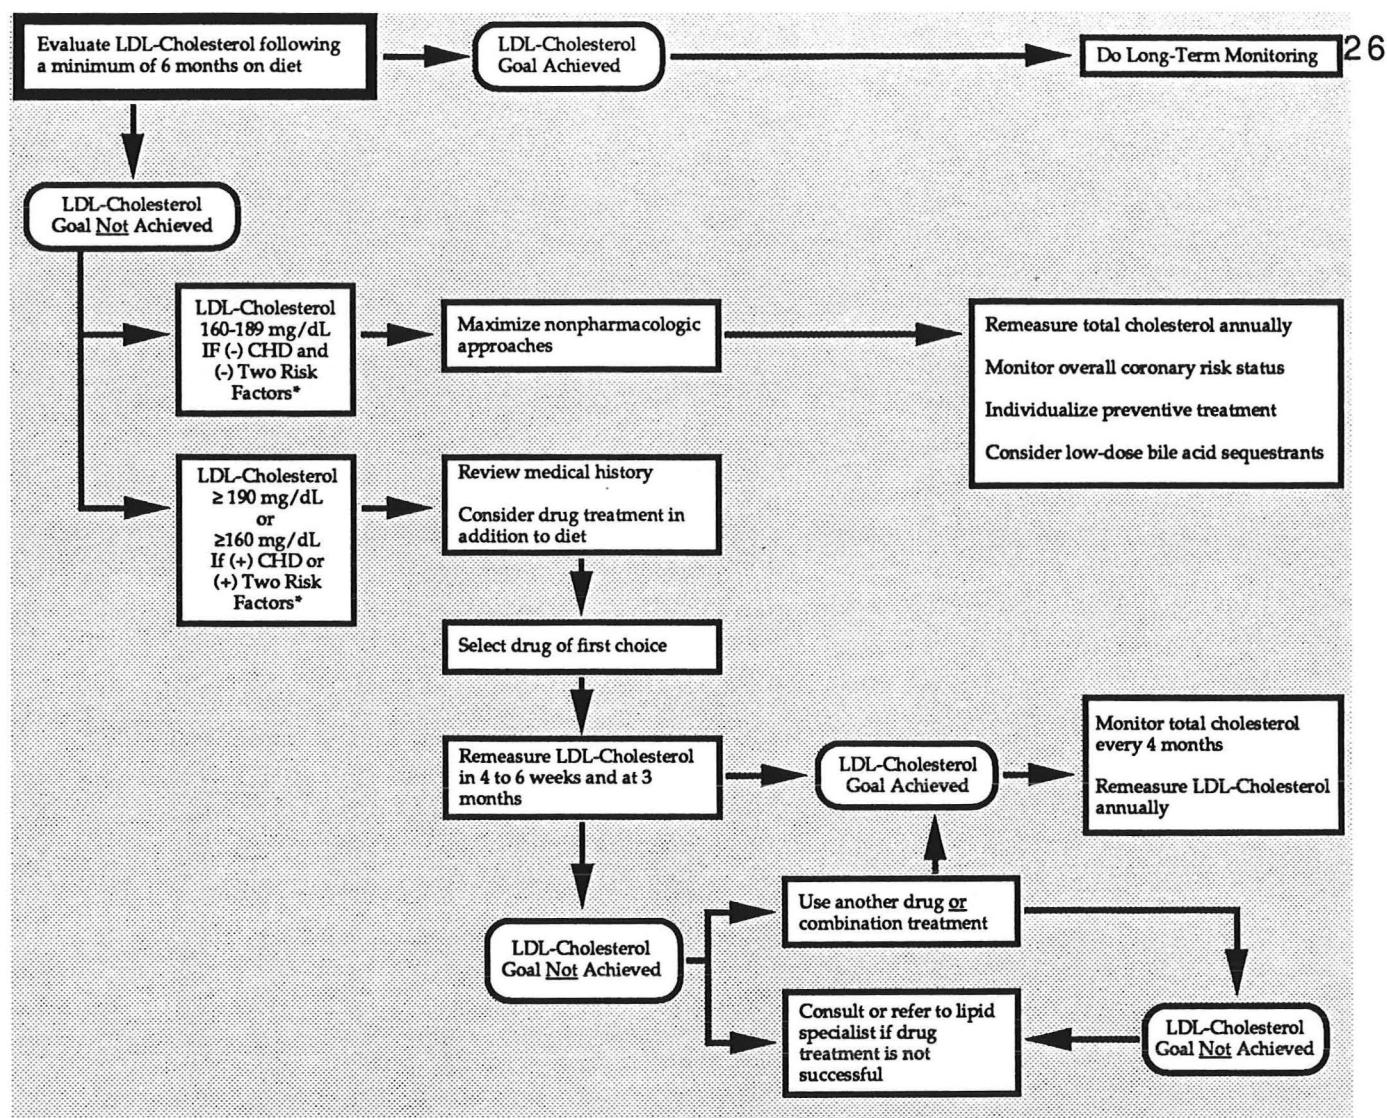 Evaluate LDL-Cholesterol following
a minimum of 6 months on diet
LDL-Cholesterol
Goal Achieved
Do Long-Term Monitoring
26
LDL-Cholesterol
Goal Not Achieved
LDL-Cholesterol
160-189 mg/dL
IF (-) CHD and
(-) Two Risk
Factors*
Maximize nonpharmacologic
approaches
Remeasure total cholesterol annually
Monitor overall coronary risk status
Individualize preventive treatment
Consider low-dose bile acid sequestrants
LDL-Cholesterol
≥ 190 mg/dL
or
≥160 mg/dL
If (+) CHD or
(+) Two Risk
Factors*
Review medical history
Consider drug treatment in
addition to diet
Select drug of first choice
Remeasure LDL-Cholesterol
in 4 to 6 weeks and at 3
months
LDL-Cholesterol
Goal Achieved
Monitor total cholesterol
every 4 months
Remeasure LDL-Cholesterol
annually
LDL-Cholesterol
Goal Not Achieved
Use another drug or
combination treatment
Consult or refer to lipid
specialist if drug
treatment is not
successful
LDL-Cholesterol
Goal Not Achieved